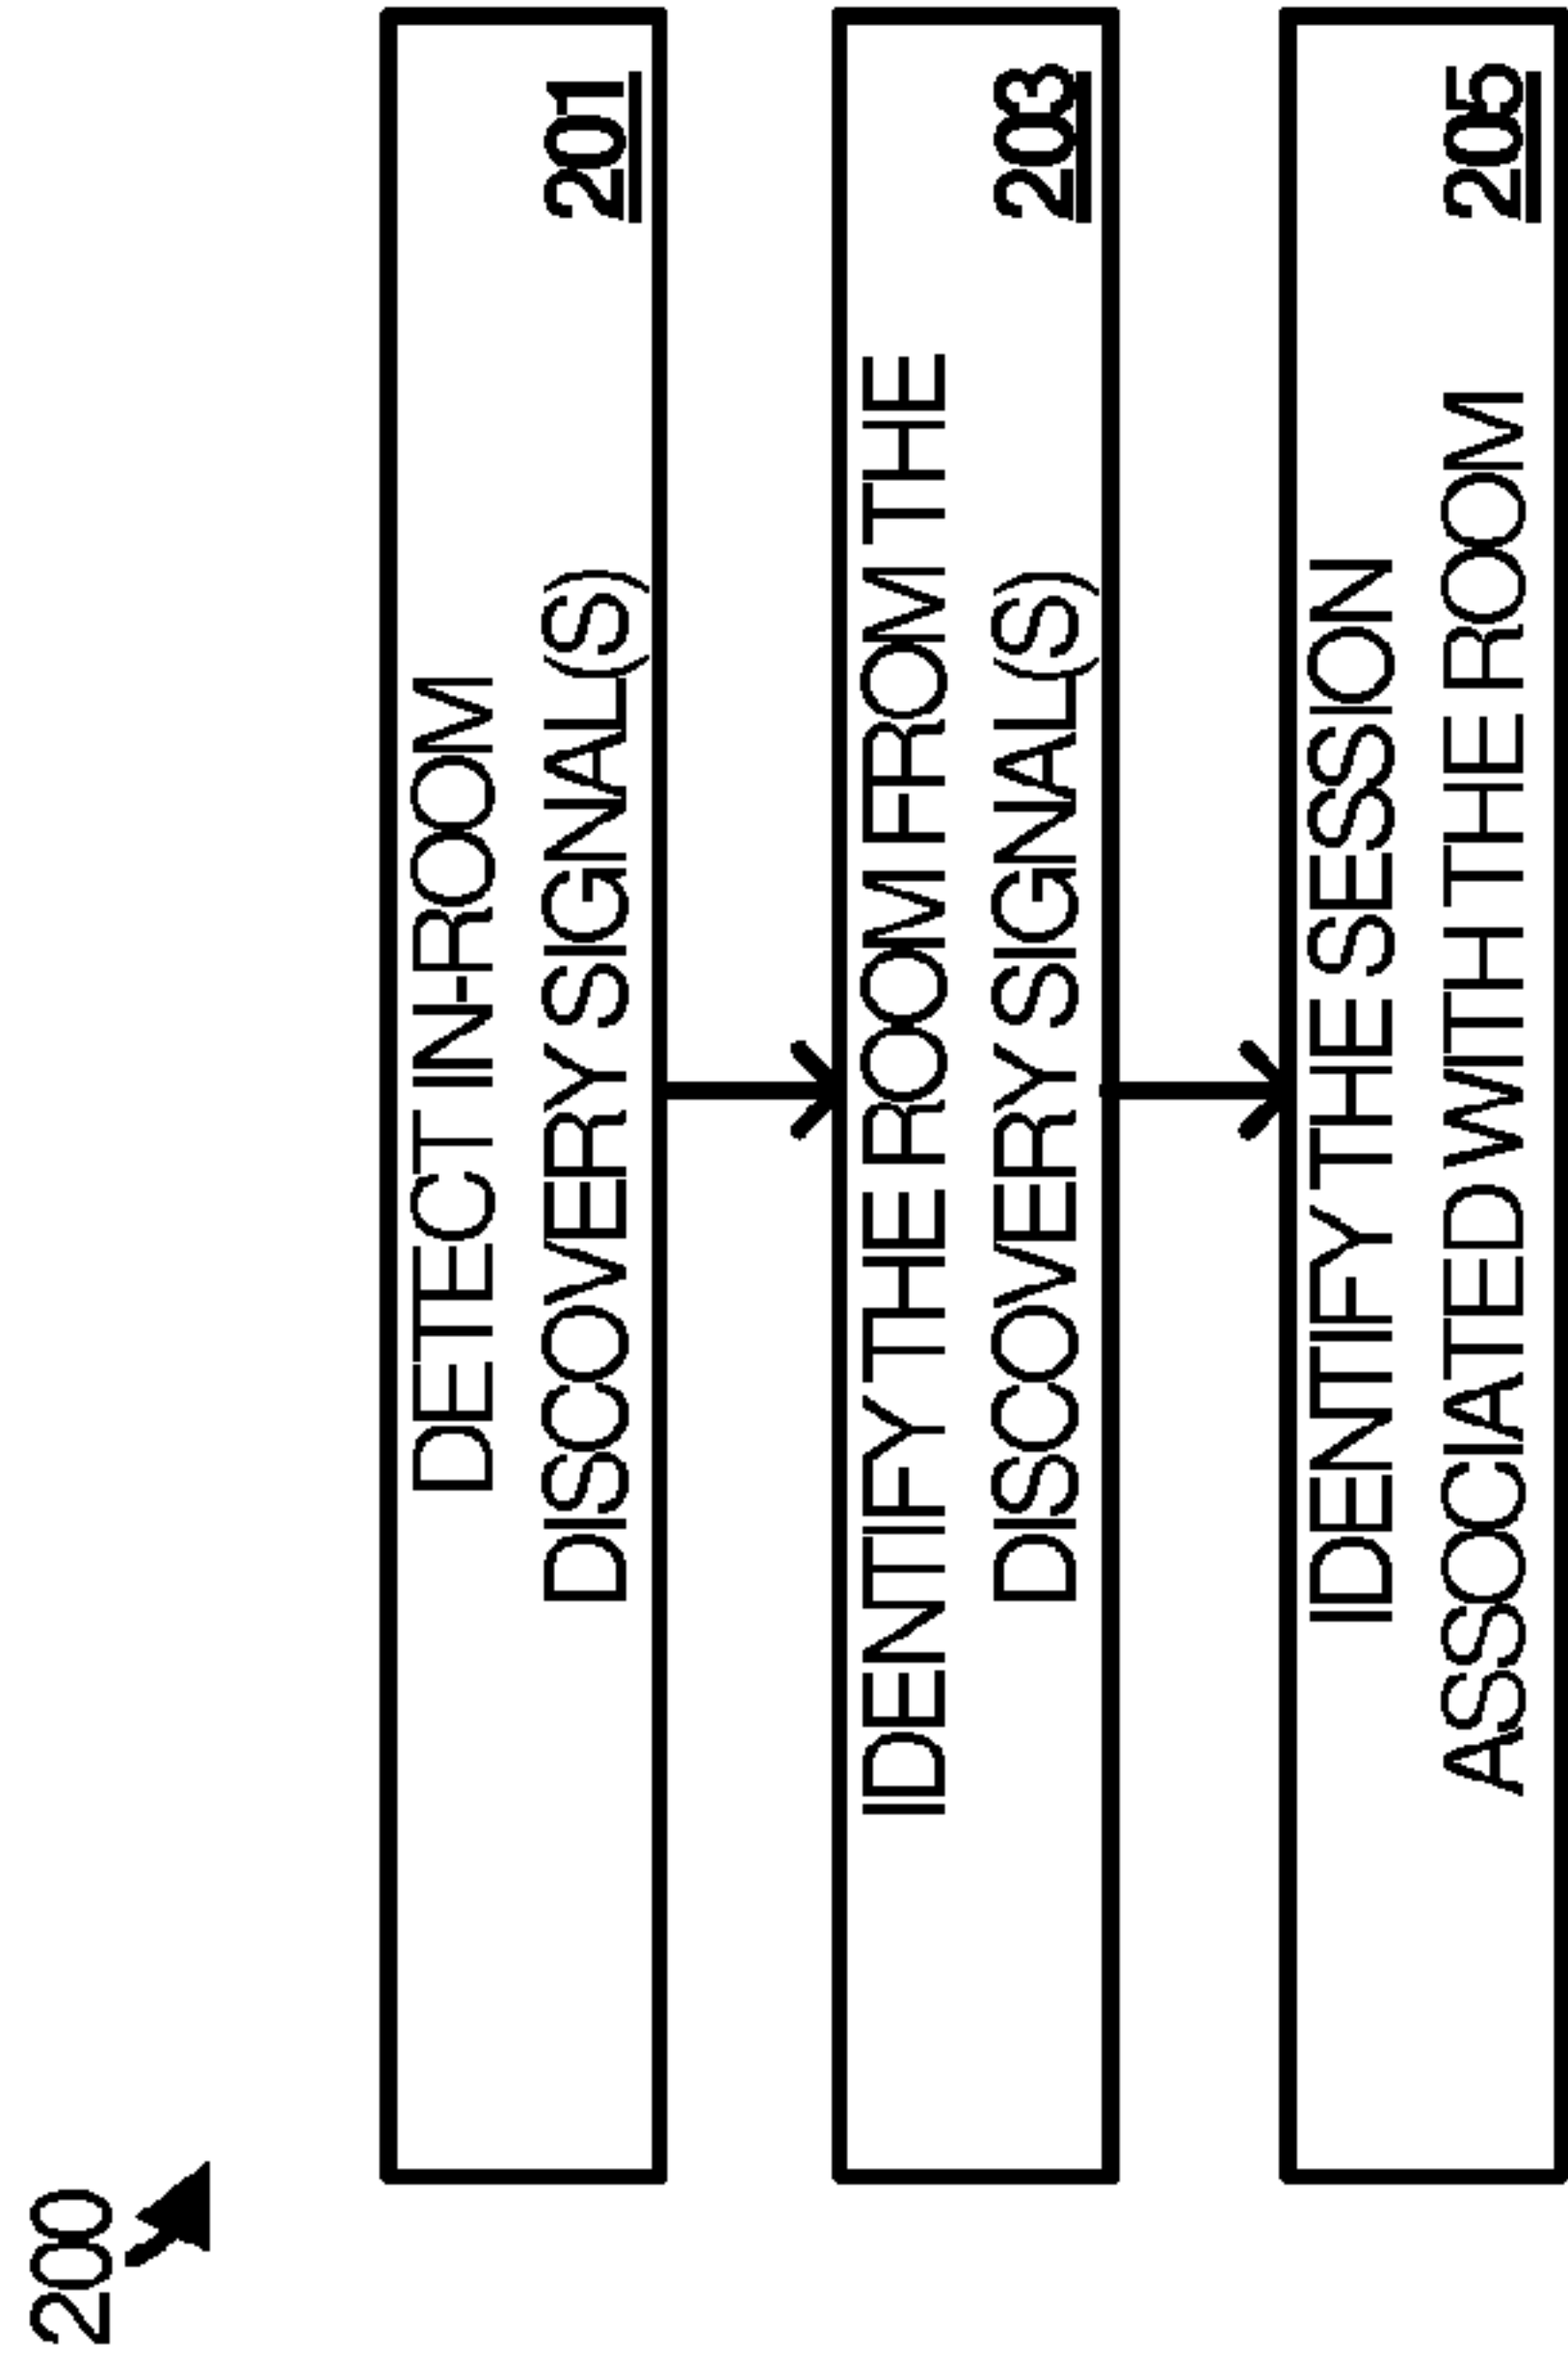 200
DETECT IN-ROOM
DISCOVERY SIGNAL(S)
201
IDENTIFY THE ROOM FROM THE
DISCOVERY SIGNAL(S)
203
IDENTIFY THE SESSION
ASSOCIATED WITH THE ROOM
205